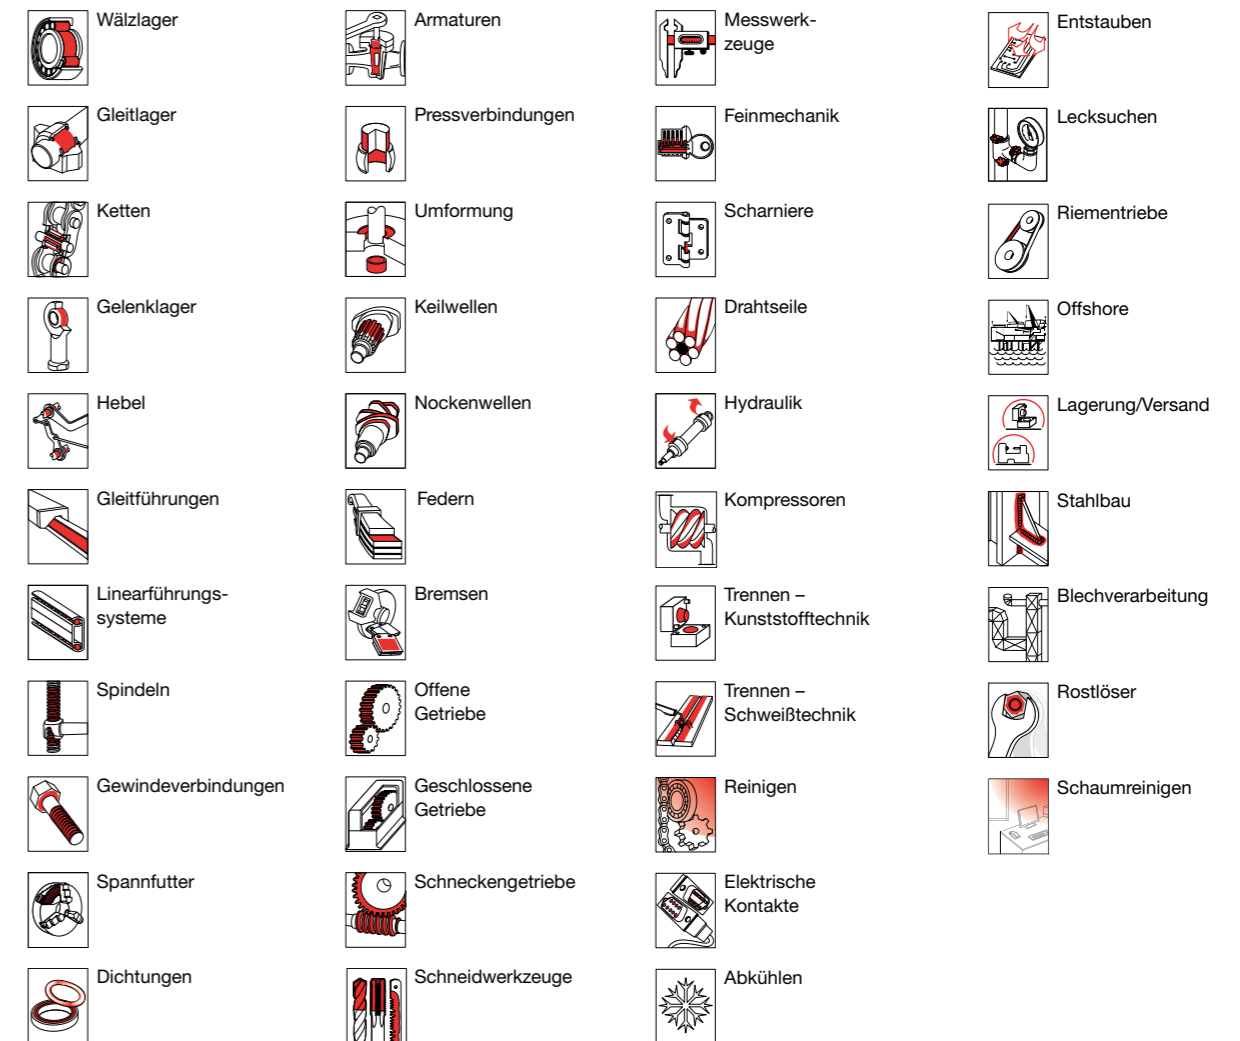 Wälzlager
Gleitlager
Ketten
Gelenklager
Hebel
Gleitführungen
Linearführungs-
systeme
Spindeln
Gewindeverbindungen
Spannfutter
Dichtungen
Armaturen
Pressverbindungen
Umformung
Keilwellen
Nockenwellen
Federn
Bremsen
Offene
Getriebe
Geschlossene
Getriebe
Schneckengetriebe
Schneidwerkzeuge
Messwerk-
zeuge
Feinmechanik
Scharniere
Drahtseile
Hydraulik
Kompressoren
Trennen –
Kunststofftechnik
Trennen –
Schweißtechnik
Reinigen
Elektrische
Kontakte
Abkühlen
Entstauben
Lecksuchen
Riementriebe
Offshore
Lagerung/Versand
Stahlbau
Blechverarbeitung
Rostlöser
Schaumreinigen